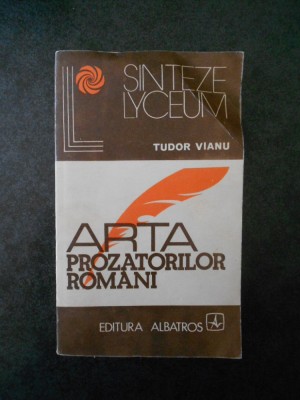 SINTEZE
LYCEUM
TUDOR VIANU
ARTA
PROZATORILOR
ROMÂNI
EDITURA ALBATROS